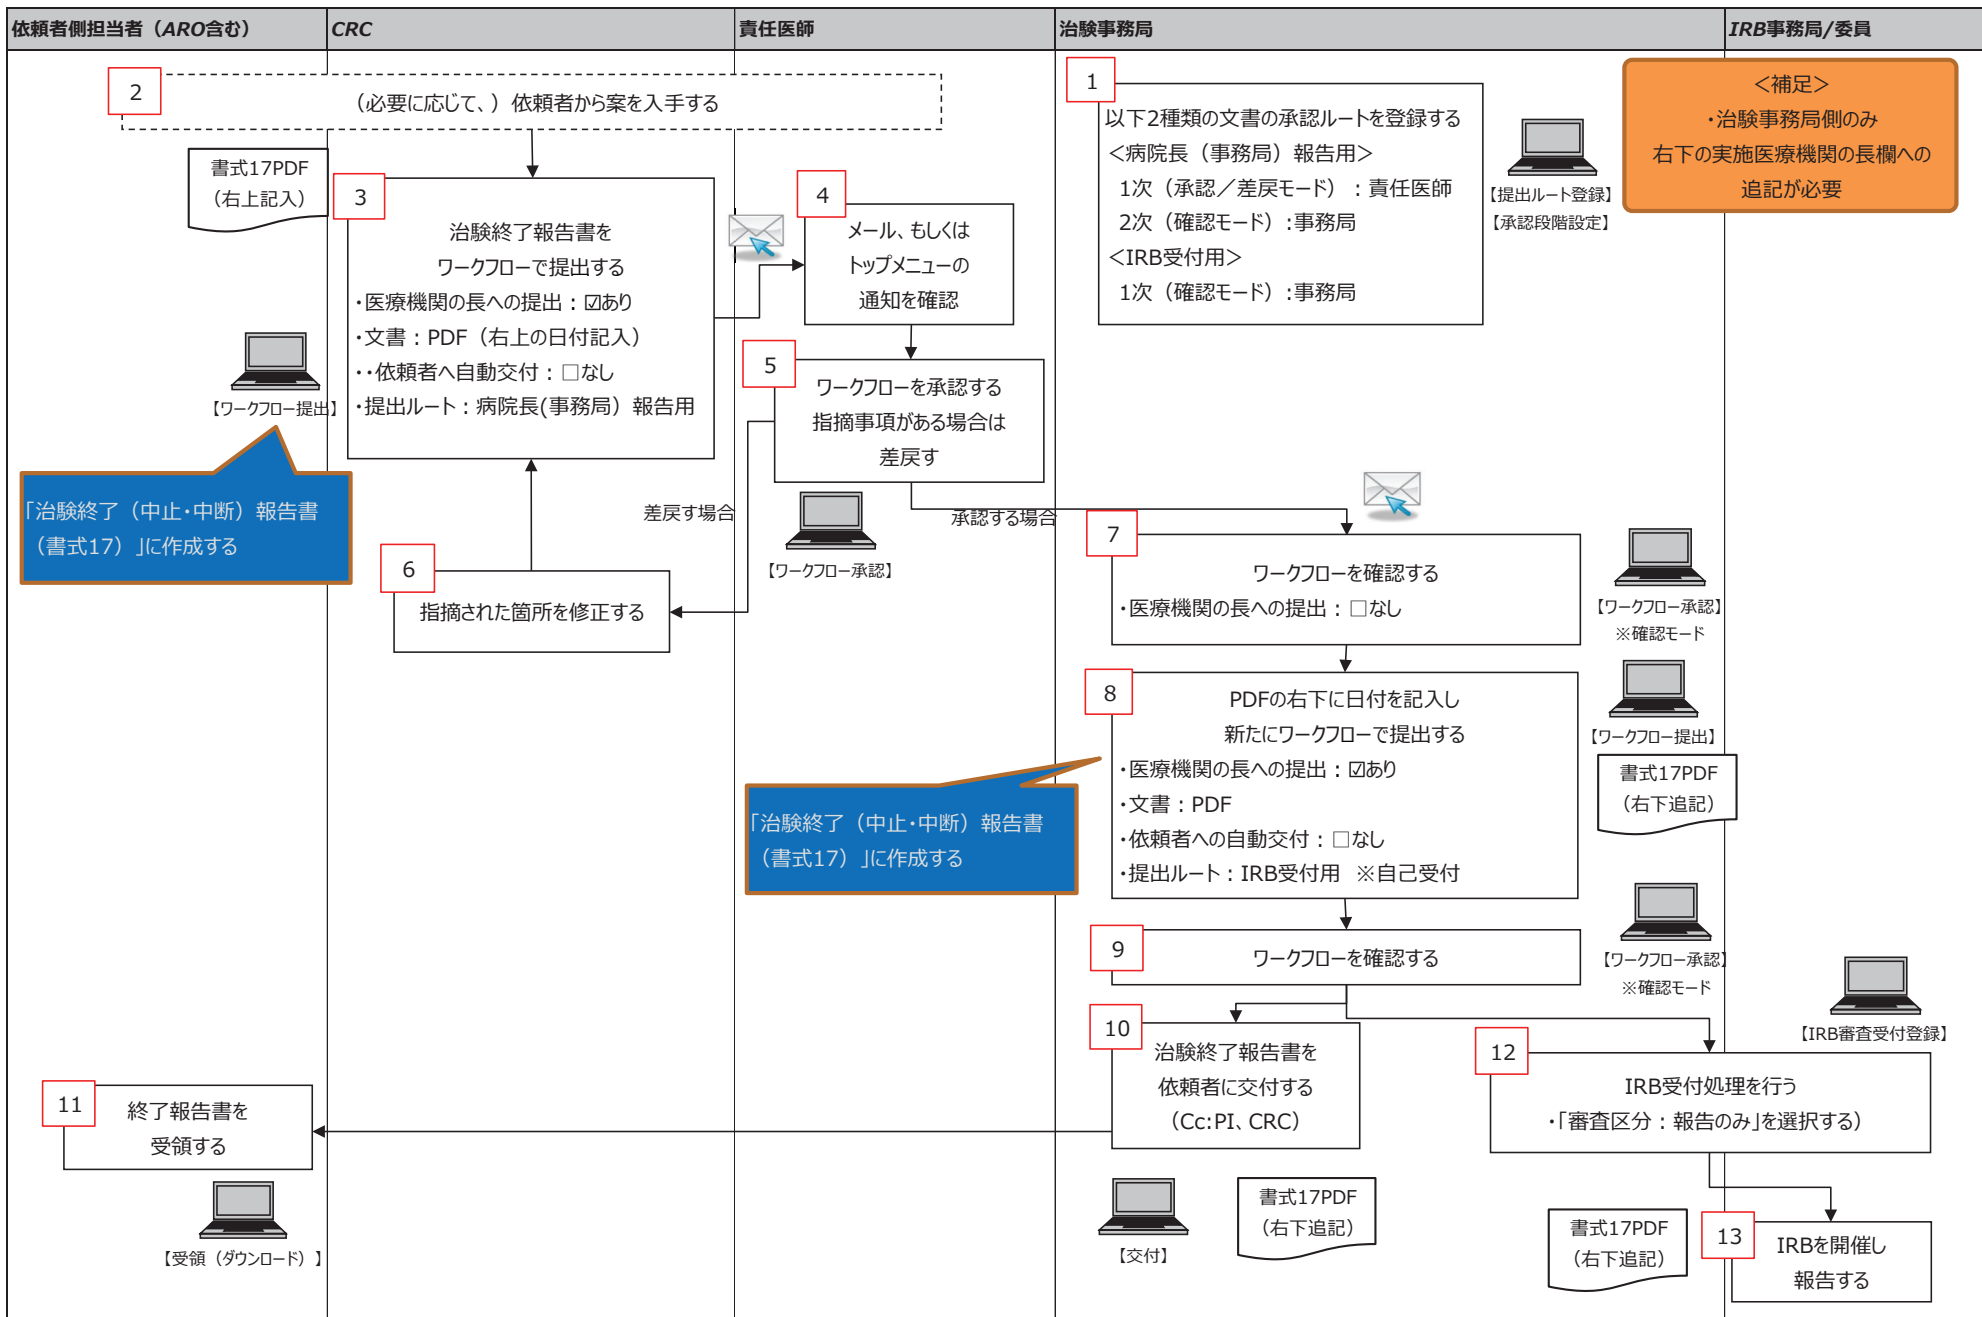 依頼者側担当者（ARO含む）
CRC
責任医師
治験事務局
IRB事務局/委員
2
（必要に応じて、）依頼者から案を入手する
1
以下2種類の文書の承認ルートを登録する
＜病院長（事務局）報告用＞
1次（承認／差戻モード）：責任医師
2次（確認モード）：事務局
＜IRB受付用＞
1次（確認モード）：事務局
【提出ルート登録】
【承認段階設定】
＜補足＞
・治験事務局側のみ
右下の実施医療機関の長欄への
追記が必要
書式17PDF
（右上記入）
3
治験終了報告書を
ワークフローで提出する
・医療機関の長への提出：☑あり
・文書：PDF（右上の日付記入）
・・依頼者へ自動交付：□なし
・提出ルート：病院長(事務局）報告用
【ワークフロー提出】
4
メール、もしくは
トップメニューの
通知を確認
5
ワークフローを承認する
指摘事項がある場合は
差戻す
【ワークフロー承認】
「治験終了（中止・中断）報告書
（書式17）」に作成する
差戻す場合
承認する場合
6
指摘された箇所を修正する
7
ワークフローを確認する
・医療機関の長への提出：□なし
【ワークフロー承認】
※確認モード
8
PDFの右下に日付を記入し
新たにワークフローで提出する
・医療機関の長への提出：☑あり
・文書：PDF
・依頼者への自動交付：□なし
・提出ルート：IRB受付用　※自己受付
【ワークフロー提出】
書式17PDF
（右下追記）
「治験終了（中止・中断）報告書
（書式17）」に作成する
9
ワークフローを確認する
【ワークフロー承認】
※確認モード
10
治験終了報告書を
依頼者に交付する
（Cc:PI、CRC）
【交付】
書式17PDF
（右下追記）
11
終了報告書を
受領する
【受領（ダウンロード）】
【IRB審査受付登録】
12
IRB受付処理を行う
・「審査区分：報告のみ」を選択する）
書式17PDF
（右下追記）
13
IRBを開催し
報告する